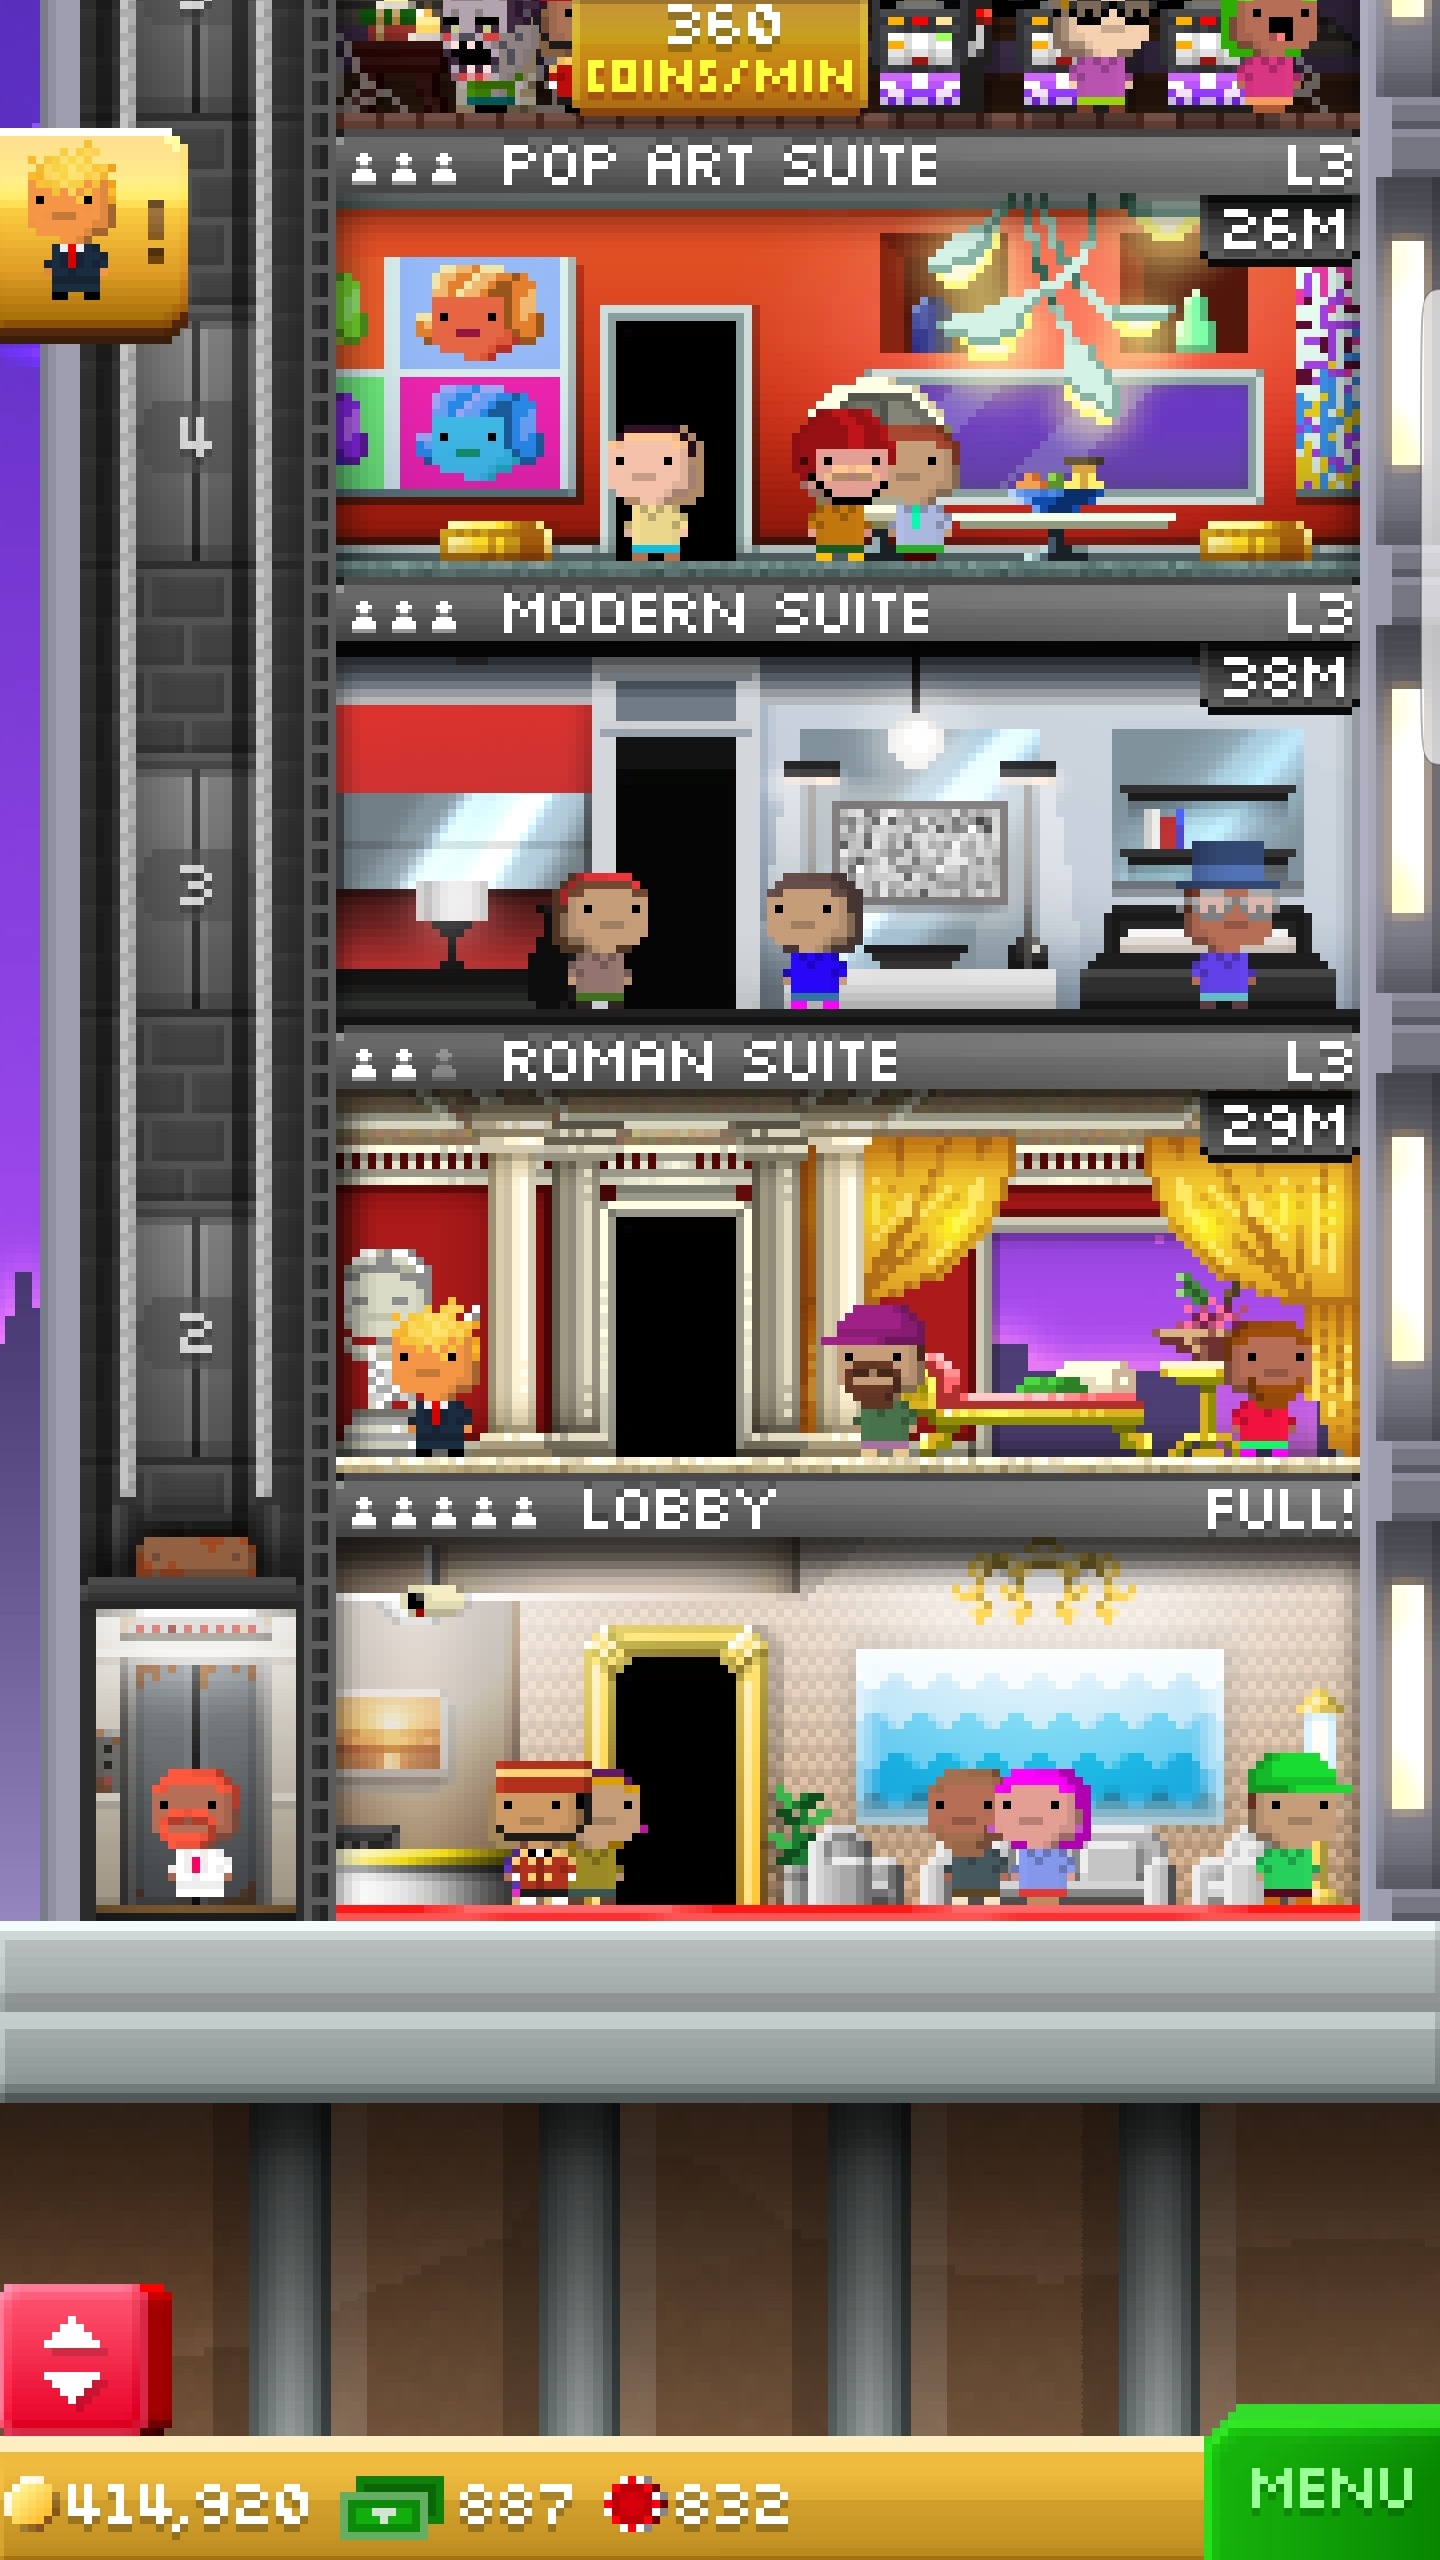 360
COINS/MIN
POP ART SUITE L3
26M
!
4
MODERN SUITE L3
38M
3
ROMAN SUITE L3
29M
2
LOBBY FULL!
414,920 887 832
MENU